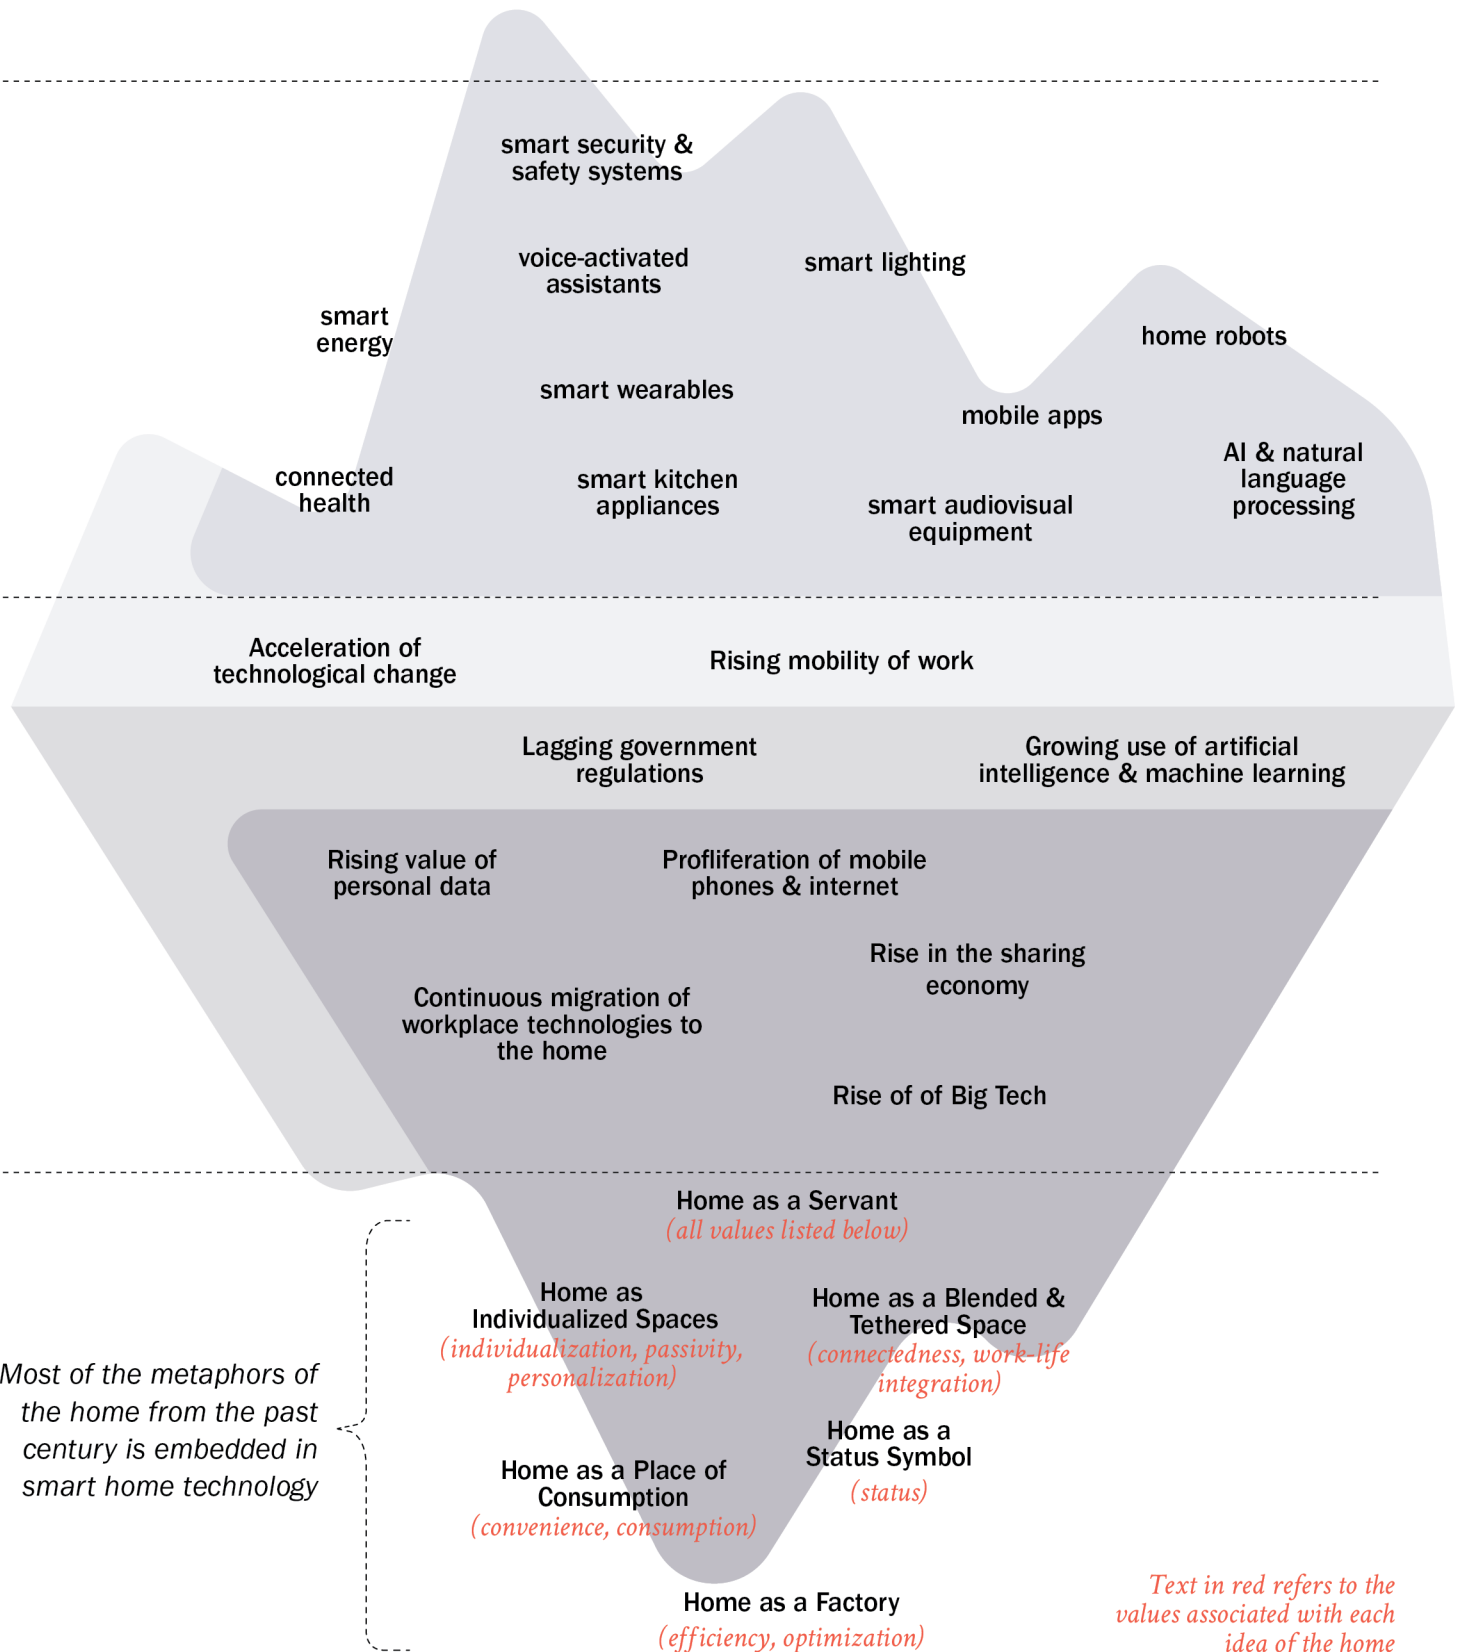 smart security &
safety systems
voice-activated
assistants
smart lighting
smart
energy
home robots
smart wearables
mobile apps
connected
health
smart kitchen
appliances
AI & natural
language
processing
smart audiovisual
equipment
Acceleration of
technological change
Rising mobility of work
Lagging government
regulations
Growing use of artificial
intelligence & machine learning
Rising value of
personal data
Profliferation of mobile
phones & internet
Rise in the sharing
economy
Continuous migration of
workplace technologies to
the home
Rise of of Big Tech
Home as a Servant
(all values listed below)
Home as
Individualized Spaces
(individualization, passivity,
personalization)
Home as a Blended &
Tethered Space
(connectedness, work-life
integration)
Most of the metaphors of
the home from the past
century is embedded in
smart home technology
Home as a
Status Symbol
(status)
Home as a Place of
Consumption
(convenience, consumption)
Home as a Factory
(efficiency, optimization)
Text in red refers to the
values associated with each
idea of the home